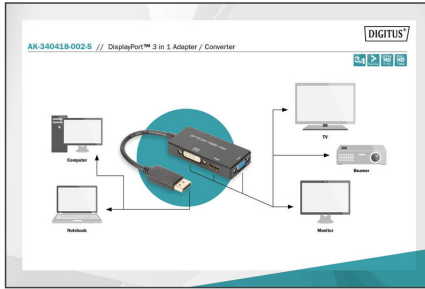 DIGITUS®
AK-340418-002-S // DisplayPort™ 3 in 1 Adapter / Converter
TV
Computer
Beamer
Notebook
Monitor